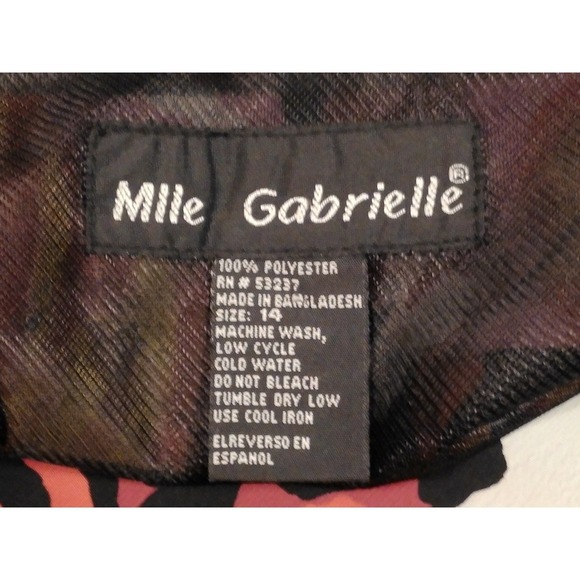 Mlle Gabrielle®
100% POLYESTER
RN # 53237
MADE IN BANGLADESH
SIZE: 14
MACHINE WASH,
LOW CYCLE
COLD WATER
DO NOT BLEACH
TUMBLE DRY LOW
USE COOL IRON
ELREVERSO EN
ESPANOL